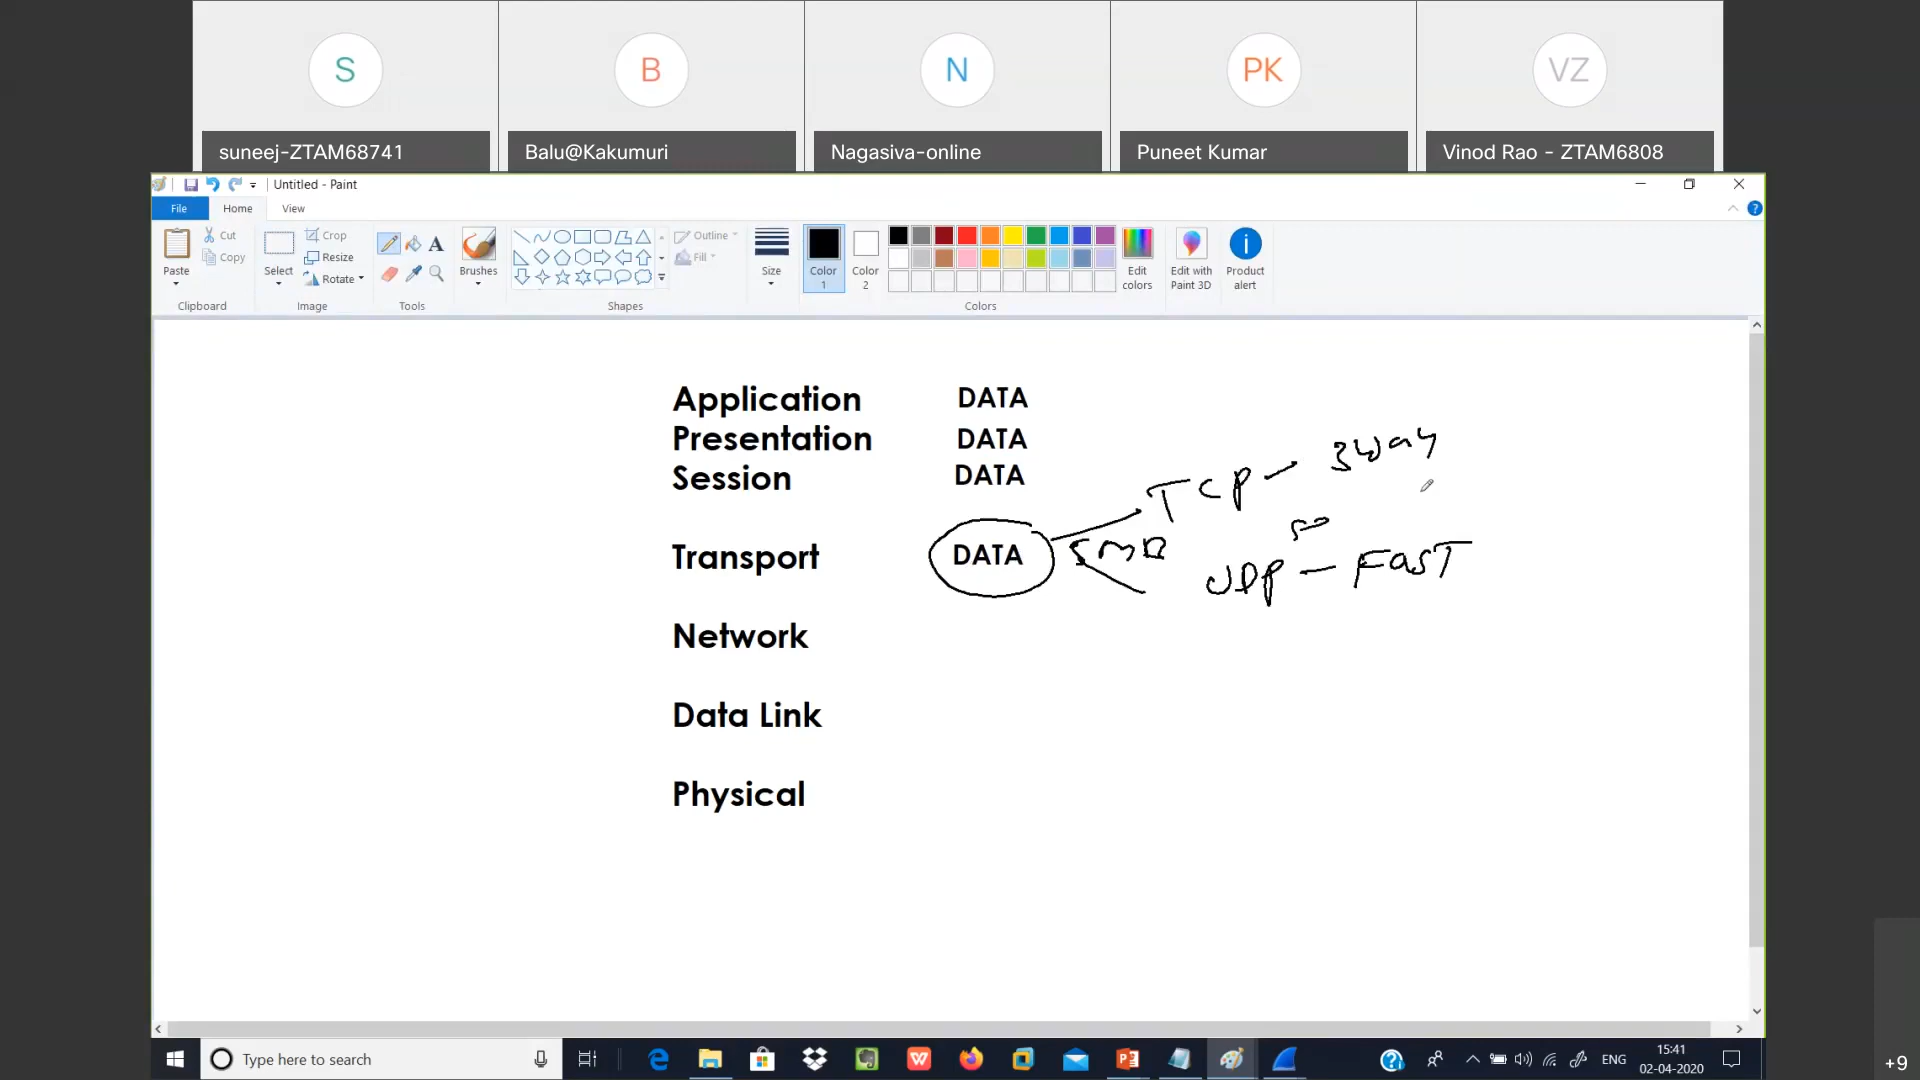 S
B
N
PK
VZ
suneej-ZTAM68741
Balu@Kakumuri
Nagasiva-online
Puneet Kumar
Vinod Rao - ZTAM6808
Untitled - Paint
File
Home
View
Cut
Copy
Paste
Clipboard
Select
Crop
Resize
Rotate
Image
A
Tools
Brushes
Shapes
Outline
Fill
Size
Color 1
Color 2
Colors
Edit colors
Edit with Paint 3D
Product alert
Application DATA
Presentation DATA
Session DATA
TCP - 3way
Transport DATA
5MB
50
UDP - FAST
Network
Data Link
Physical
Type here to search
ENG
15:41
02-04-2020
+9